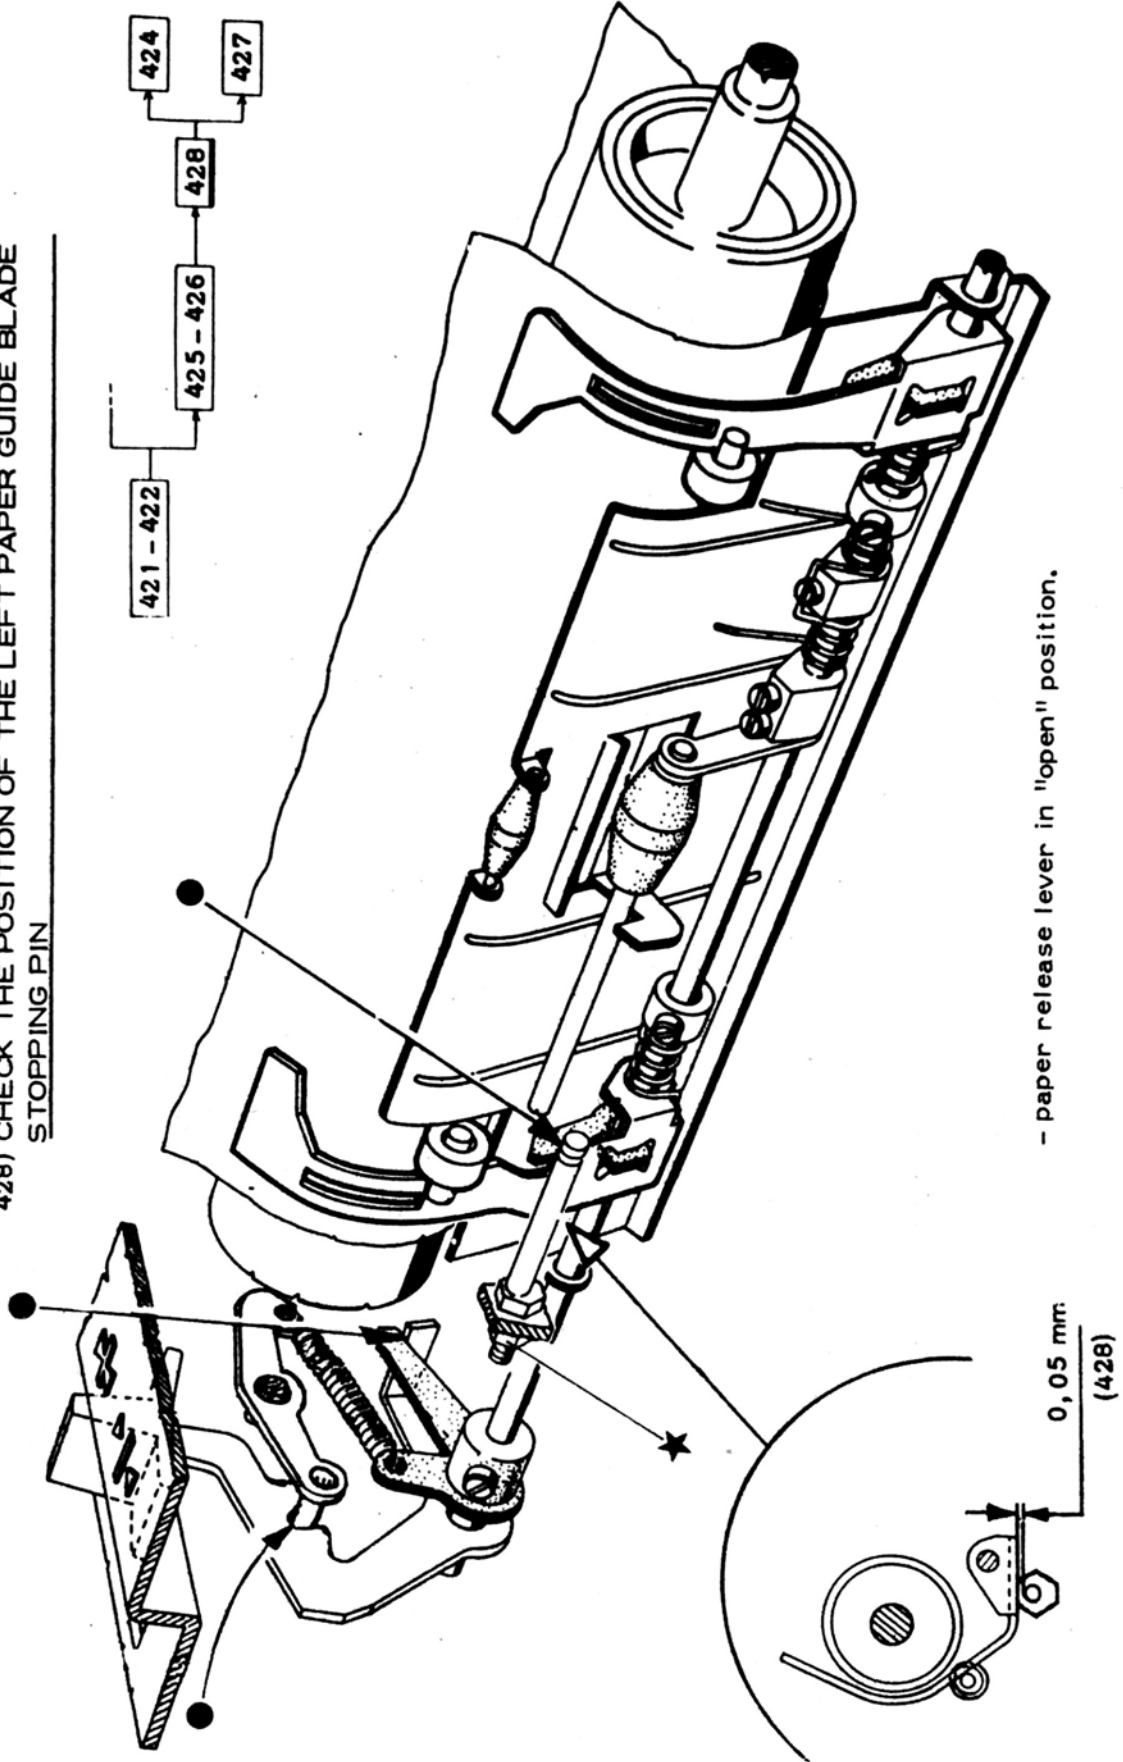 428) CHECK THE POSITION OF THE LEFT PAPER GUIDE BLADE
STOPPING PIN
421 - 422
425 - 426
428
424
427
- paper release lever in "open" position.
0,05 mm
(428)